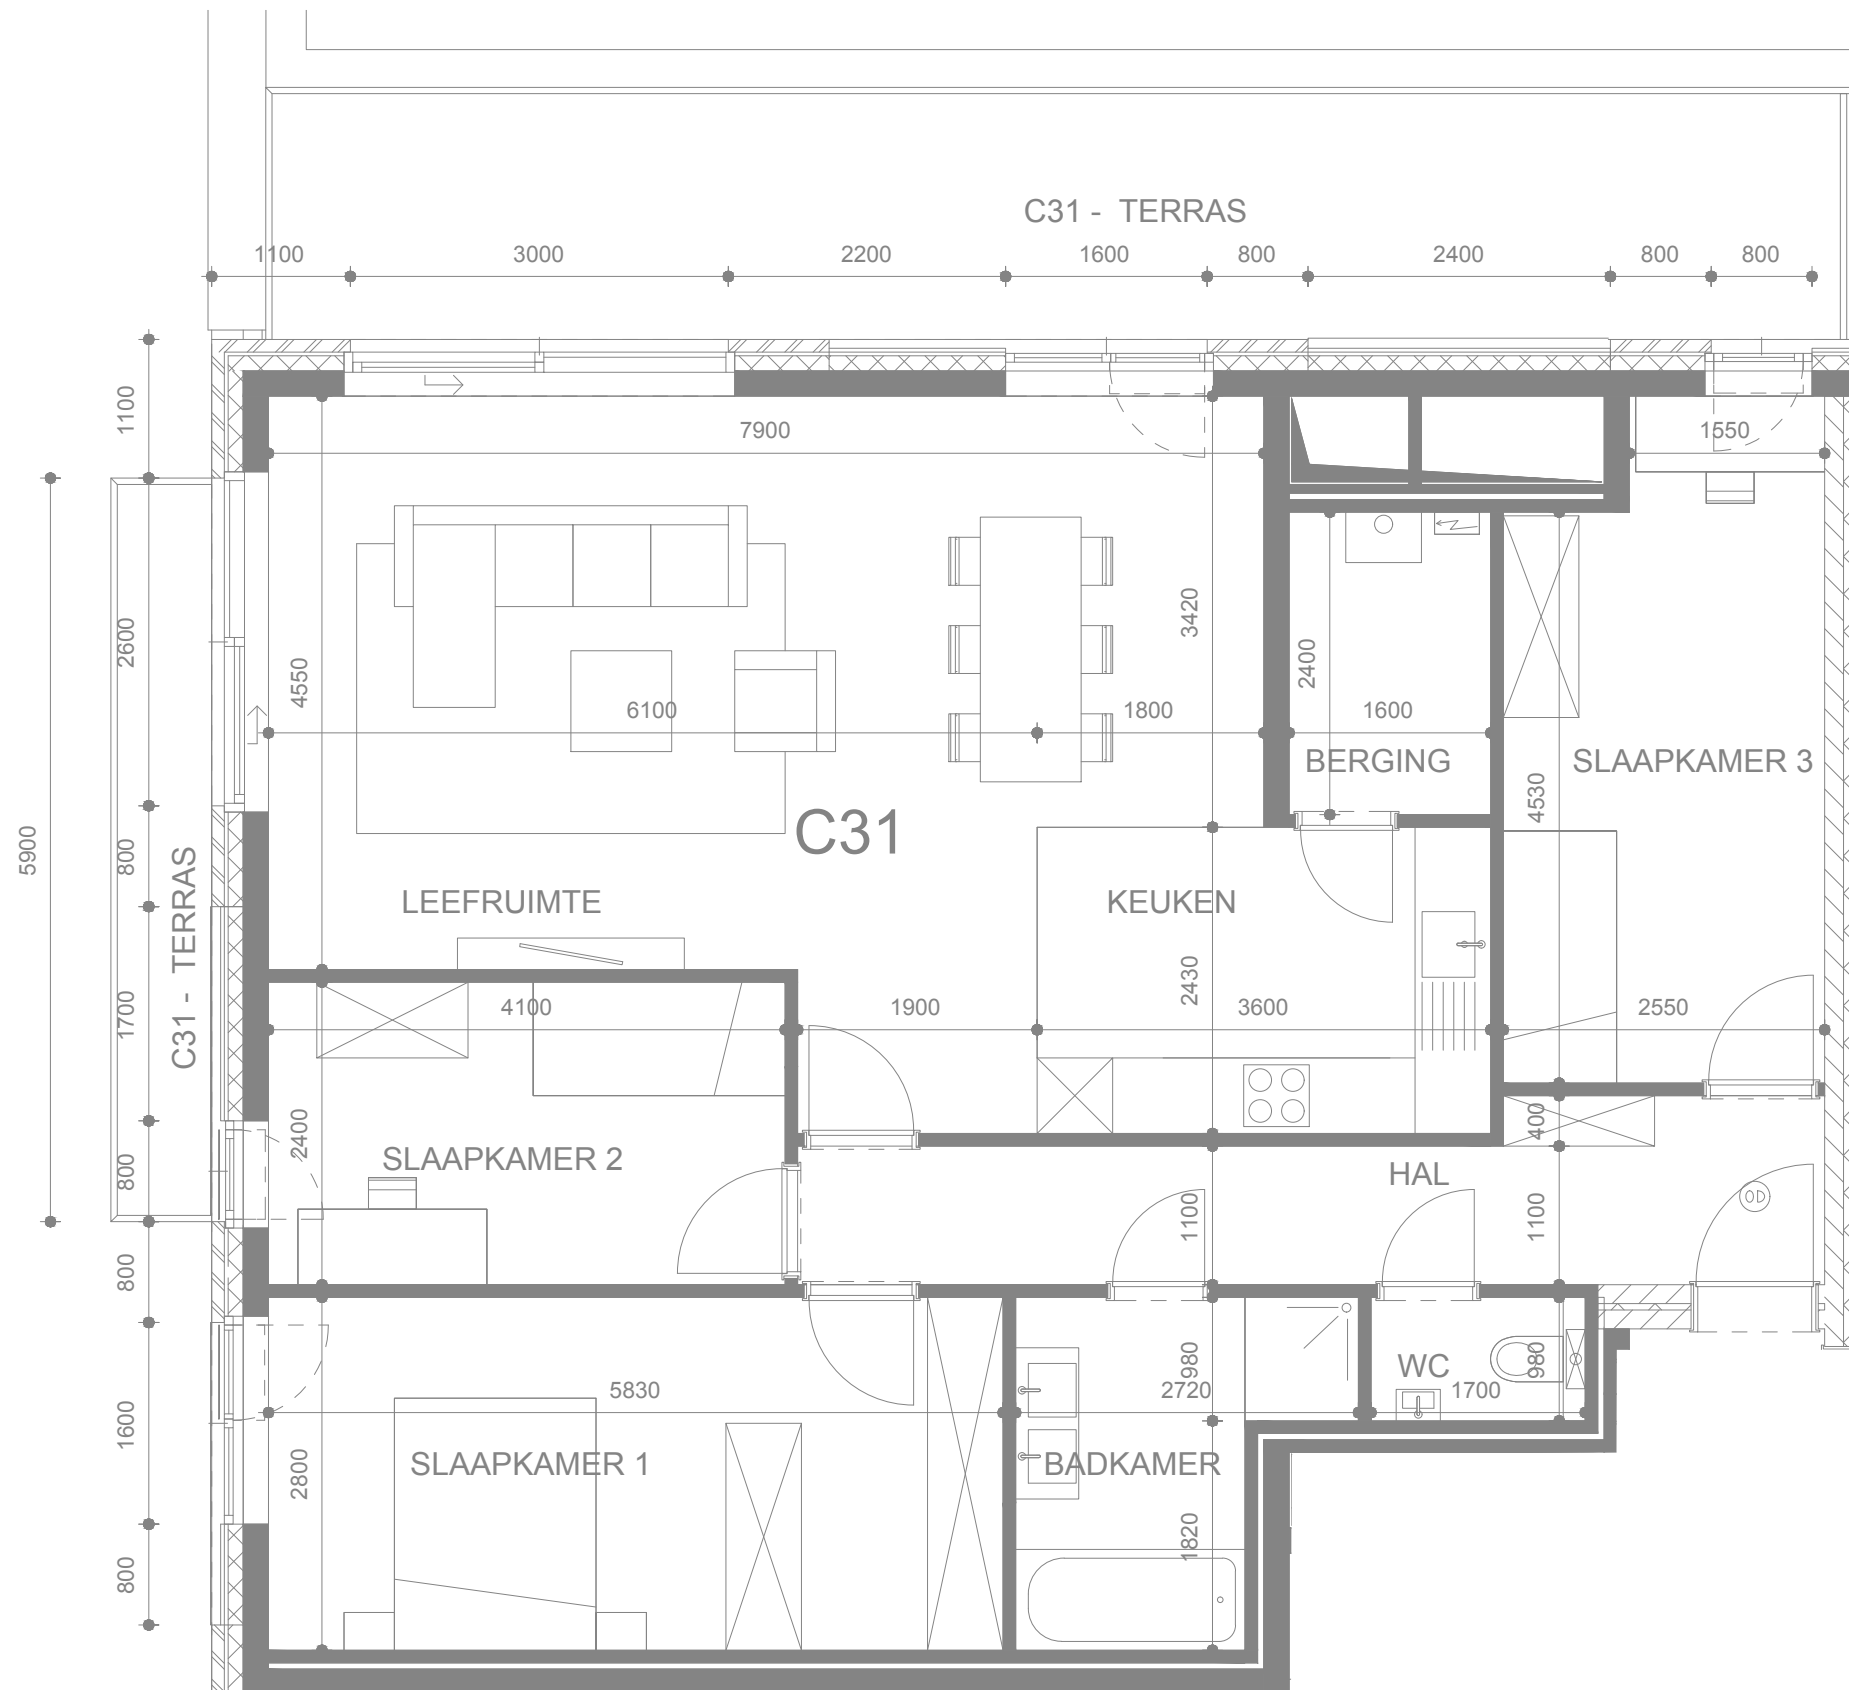 C31 - TERRAS
1100 3000 2200 1600 800 2400 800 800
1100
7900
1550
2600
4550
3420
2400
6100 1800 1600
BERGING
SLAAPKAMER 3
4530
C31
5900
800
C31 - TERRAS
LEEFRUIMTE
KEUKEN
1700
2430
4100 1900 3600 2550
2400
400
SLAAPKAMER 2
800
HAL
1100
1100
800
980
WC
980
5830 2720 1700
1600
SLAAPKAMER 1
BADKAMER
2800
1820
800